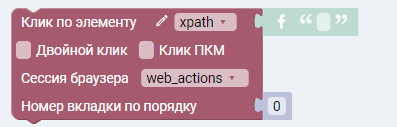 Клик по элементу xpath “ ”
Двойной клик Клик ПКМ
Сессия браузера web_actions
Номер вкладки по порядку 0